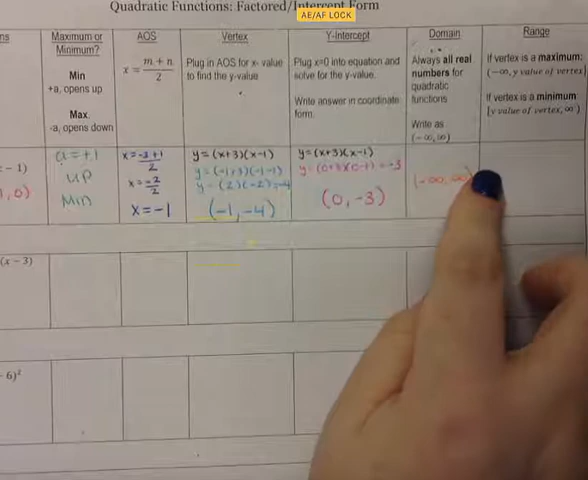 Quadratic Functions: Factored/Intercept Form
AE/AF LOCK
Maximum or
Minimum?
Min
+a, opens up
Max
-a, opens down
AOS
x = m + n / 2
Vertex
Plug in AOS for x- value
to find the y-value
Y-Intercept
Plug x=0 into equation and
solve for the y-value.
Write answer in coordinate
form.
Domain
Always all real
numbers for
quadratic
functions
Write as
(−∞, ∞)
Range
If vertex is a maximum:
(−∞, y value of vertex]
If vertex is a minimum:
[y value of vertex, ∞)
− 1)
, 0)
a = +1
up
Min
x = -3+1 / 2
x = -2 / 2
x = -1
y = (x+3)(x-1)
y = (-1+3)(-1-1)
y = (2)(-2) = -4
(-1, -4)
y = (x+3)(x-1)
y = (0+3)(0-1) = -3
(0, -3)
(-∞, ∞)
(x − 3)
− 6)²